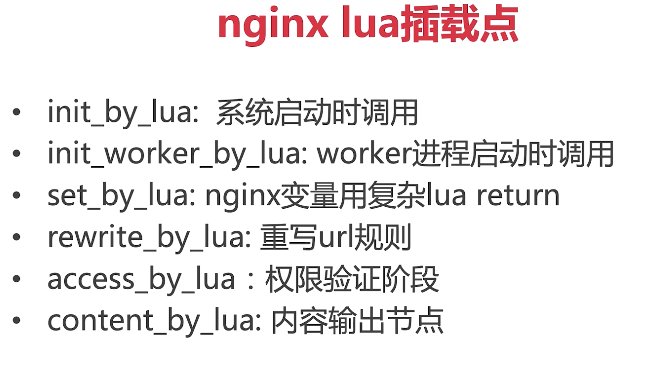 nginx lua插载点
• init_by_lua: 系统启动时调用
• init_worker_by_lua: worker进程启动时调用
• set_by_lua: nginx变量用复杂lua return
• rewrite_by_lua: 重写url规则
• access_by_lua：权限验证阶段
• content_by_lua: 内容输出节点